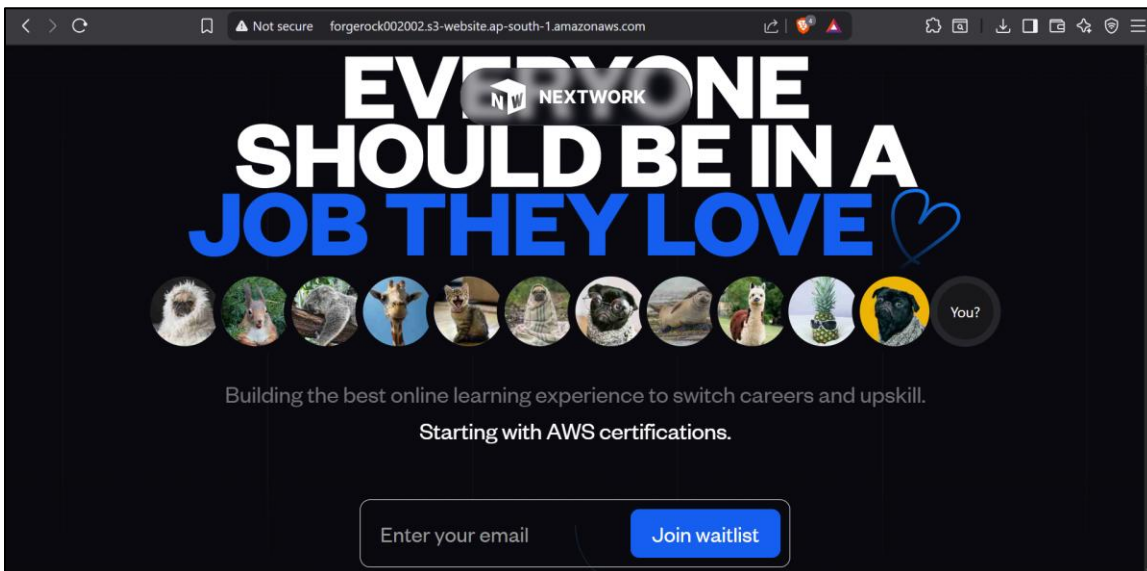 Not secure forgerock002002.s3-website.ap-south-1.amazonaws.com
EVERYONE
NW NEXTWORK
SHOULD BE IN A
JOB THEY LOVE
You?
Building the best online learning experience to switch careers and upskill.
Starting with AWS certifications.
Enter your email Join waitlist